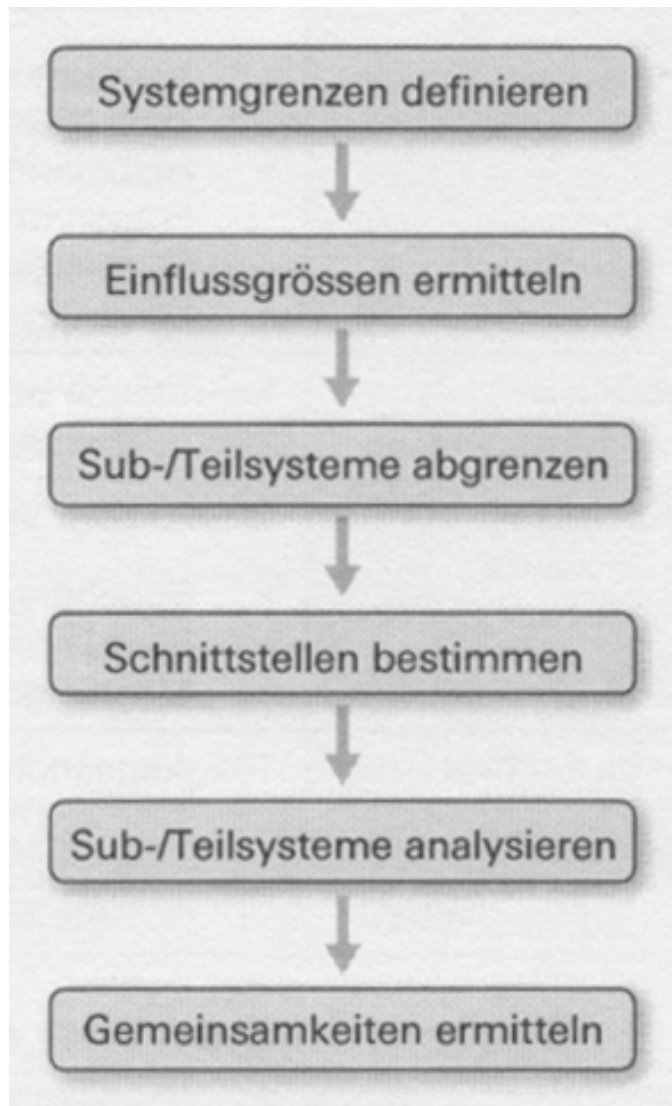 Systemgrenzen definieren
Einflussgrössen ermitteln
Sub-/Teilsysteme abgrenzen
Schnittstellen bestimmen
Sub-/Teilsysteme analysieren
Gemeinsamkeiten ermitteln